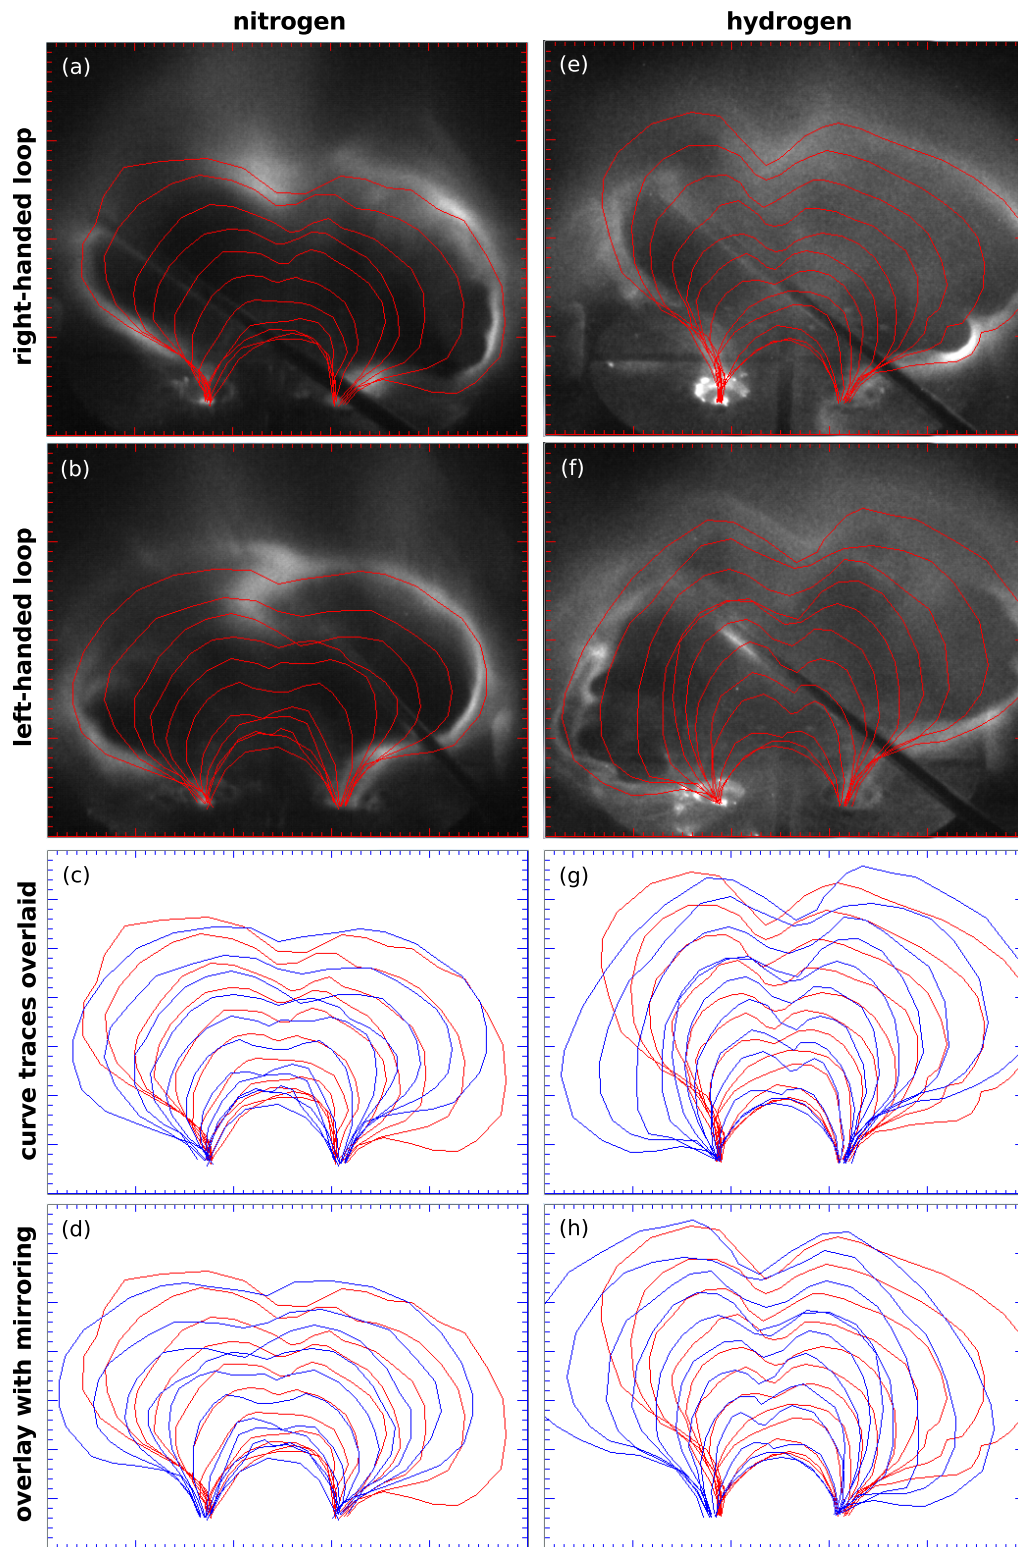 nitrogen
hydrogen
right-handed loop
(a)
(e)
left-handed loop
(b)
(f)
curve traces overlaid
(c)
(g)
overlay with mirroring
(d)
(h)